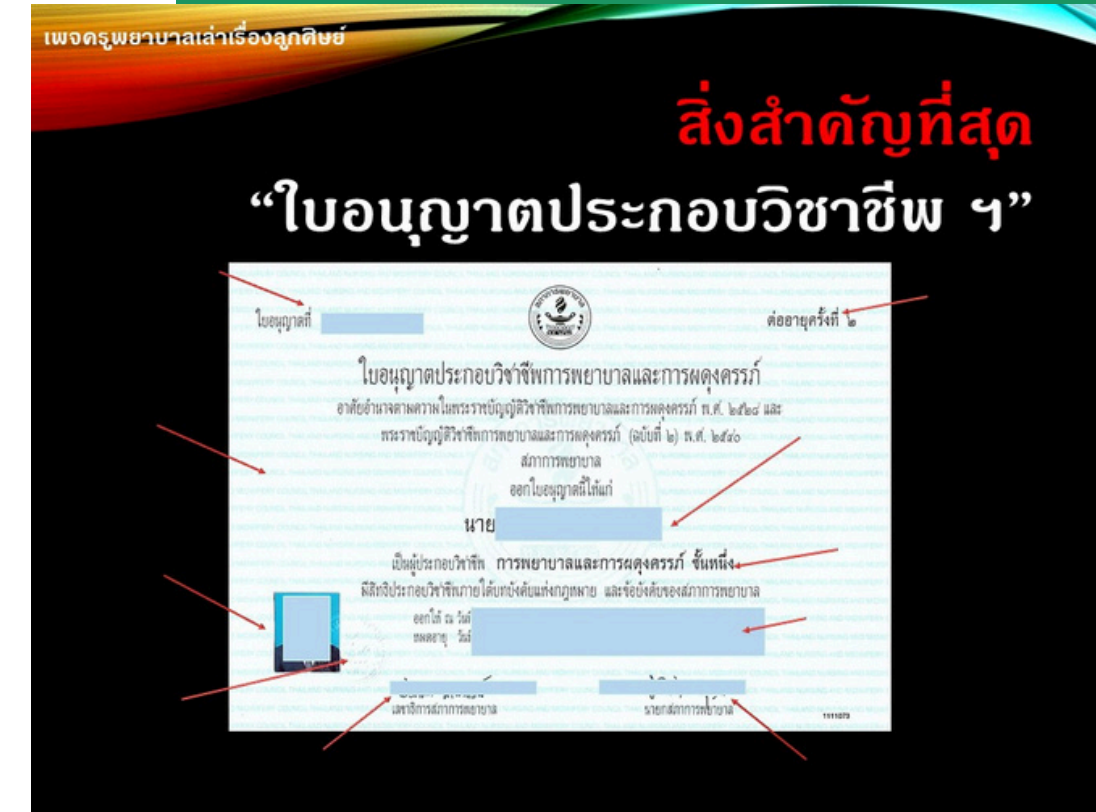 เพจครูพยาบาลเล่าเรื่องลูกศิษย์
สิ่งสำคัญที่สุด
“ใบอนุญาตประกอบวิชาชีพ ฯ”
ใบอนุญาตที่
ต่ออายุครั้งที่ ๒
ใบอนุญาตประกอบวิชาชีพการพยาบาลและการผดุงครรภ์
อาศัยอำนาจตามความในพระราชบัญญัติวิชาชีพการพยาบาลและการผดุงครรภ์ พ.ศ. ๒๕๒๘ และ
พระราชบัญญัติวิชาชีพการพยาบาลและการผดุงครรภ์ (ฉบับที่ ๒) พ.ศ. ๒๕๔๐
สภาการพยาบาล
ออกใบอนุญาตนี้ให้แก่
นาย
เป็นผู้ประกอบวิชาชีพ การพยาบาลและการผดุงครรภ์ ชั้นหนึ่ง
มีสิทธิประกอบวิชาชีพภายใต้บทบังคับแห่งกฎหมาย และข้อบังคับของสภาการพยาบาล
ออกให้ ณ วันที่
หมดอายุ วันที่
เลขาธิการสภาการพยาบาล
นายกสภาการพยาบาล
1111073